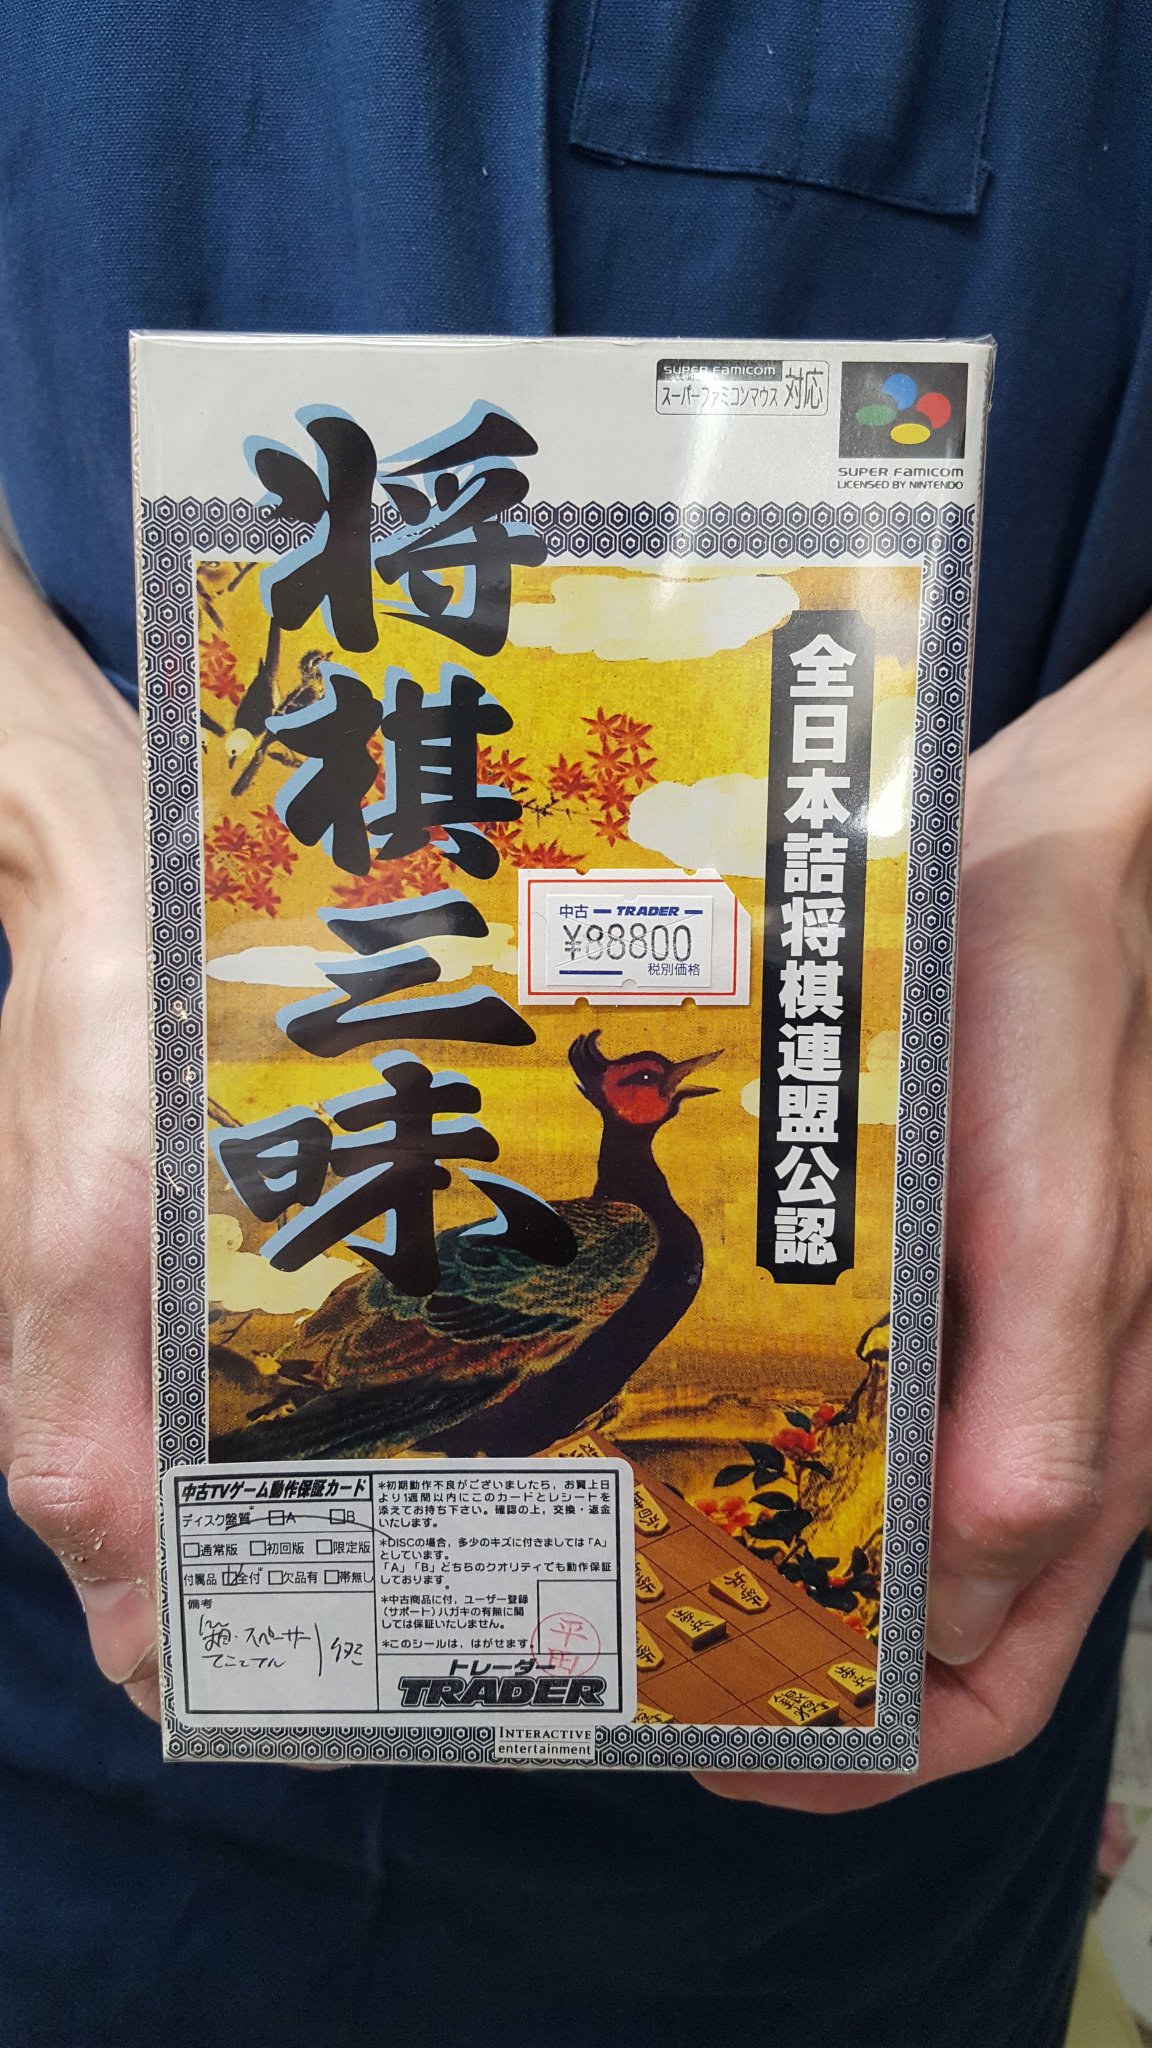 SUPER FAMICOM
スーパーファミコンマウス 対応
SUPER FAMICOM
LICENSED BY NINTENDO
将棋三昧
全日本詰将棋連盟公認
中古 TRADER
¥88800
税別価格
中古TVゲーム動作保証カード
ディスク盤質 A B
通常版 初回版 限定版
付属品 全付 欠品有 帯無し
備考
スペーサー
*初期動作不良がございましたら,お買上日
より1週間以内にこのカードとレシートを
添えてお持ち下さい。確認の上,交換・返金
いたします。
*DISCの場合,多少のキズに付きましては「A」
としています。
「A」「B」どちらのクオリティでも動作保証
しております。
*中古商品に付,ユーザー登録
(サポート)ハガキの有無に関
しては保証いたしません。
*このシールは、はがせます。
平田
トレーダー
TRADER
INTERACTIVE
entertainment